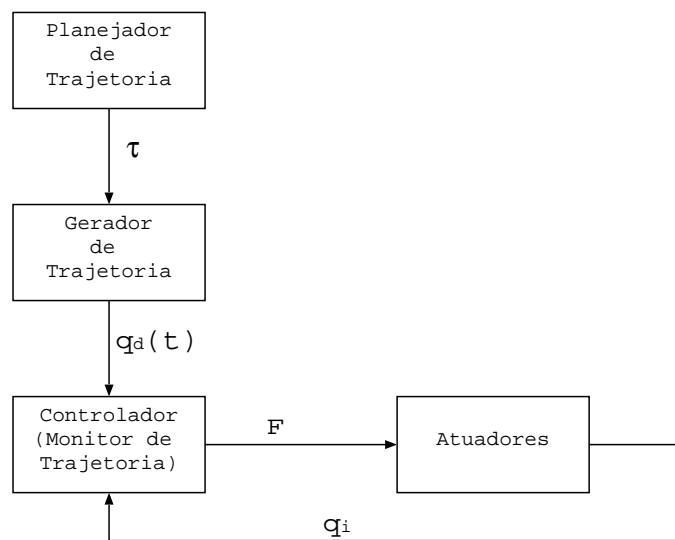 Planejador
de
Trajetoria
τ
Gerador
de
Trajetoria
qd(t)
Controlador
(Monitor de
Trajetoria)
F
Atuadores
qi